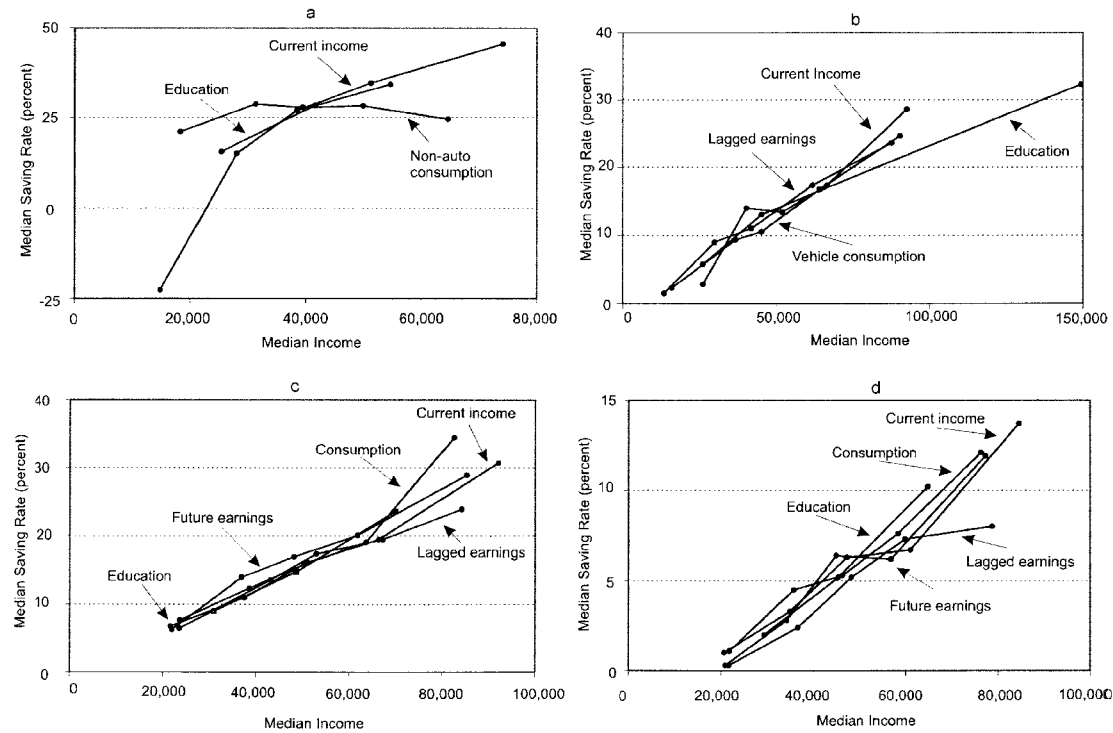 a
50
25
0
-25
Median Saving Rate (percent)
Current income
Education
Non-auto
consumption
0
20,000
40,000
60,000
80,000
Median Income
b
40
30
20
10
0
Median Saving Rate (percent)
Current Income
Lagged earnings
Education
Vehicle consumption
0
50,000
100,000
150,000
Median Income
c
40
30
20
10
0
Median Saving Rate (percent)
Current income
Consumption
Future earnings
Lagged earnings
Education
0
20,000
40,000
60,000
80,000
100,000
Median Income
d
15
10
5
0
Median Saving Rate (percent)
Current income
Consumption
Education
Lagged earnings
Future earnings
0
20,000
40,000
60,000
80,000
100,000
Median Income